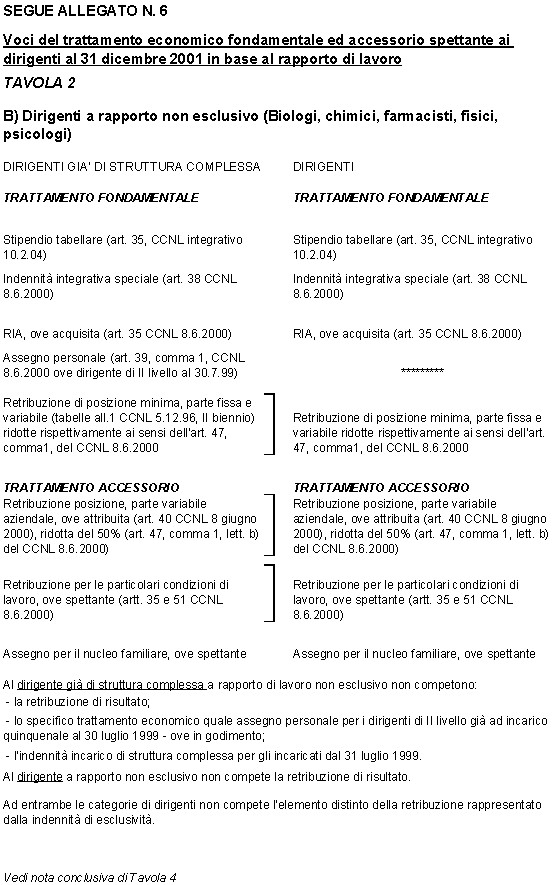 SEGUE ALLEGATO N. 6
Voci del trattamento economico fondamentale ed accessorio spettante ai
dirigenti al 31 dicembre 2001 in base al rapporto di lavoro
TAVOLA 2
B) Dirigenti a rapporto non esclusivo (Biologi, chimici, farmacisti, fisici,
psicologi)
DIRIGENTI GIA' DI STRUTTURA COMPLESSA
TRATTAMENTO FONDAMENTALE
Stipendio tabellare (art. 35, CCNL integrativo
10.2.04)
Indennità integrativa speciale (art. 38 CCNL
8.6.2000)
RIA, ove acquisita (art. 35 CCNL 8.6.2000)
Assegno personale (art. 39, comma 1, CCNL
8.6.2000 ove dirigente di II livello al 30.7.99)
Retribuzione di posizione minima, parte fissa e
variabile (tabelle all.1 CCNL 5.12.96, II biennio)
ridotte rispettivamente ai sensi dell'art. 47,
comma1, del CCNL 8.6.2000
TRATTAMENTO ACCESSORIO
Retribuzione posizione, parte variabile
aziendale, ove attribuita (art. 40 CCNL 8 giugno
2000), ridotta del 50% (art. 47, comma 1, lett. b)
del CCNL 8.6.2000)
Retribuzione per le particolari condizioni di
lavoro, ove spettante (artt. 35 e 51 CCNL
8.6.2000)
Assegno per il nucleo familiare, ove spettante
DIRIGENTI
TRATTAMENTO FONDAMENTALE
Stipendio tabellare (art. 35, CCNL integrativo
10.2.04)
Indennità integrativa speciale (art. 38 CCNL
8.6.2000)
RIA, ove acquisita (art. 35 CCNL 8.6.2000)
*********
Retribuzione di posizione minima, parte fissa e
variabile ridotte rispettivamente ai sensi dell'art.
47, comma1, del CCNL 8.6.2000
TRATTAMENTO ACCESSORIO
Retribuzione posizione, parte variabile
aziendale, ove attribuita (art. 40 CCNL 8 giugno
2000), ridotta del 50% (art. 47, comma 1, lett. b)
del CCNL 8.6.2000)
Retribuzione per le particolari condizioni di
lavoro, ove spettante (artt. 35 e 51 CCNL
8.6.2000)
Assegno per il nucleo familiare, ove spettante
Al dirigente già di struttura complessa a rapporto di lavoro non esclusivo non competono:
- la retribuzione di risultato;
- lo specifico trattamento economico quale assegno personale per i dirigenti di II livello già ad incarico
quinquenale al 30 luglio 1999 - ove in godimento;
- l'indennità incarico di struttura complessa per gli incaricati dal 31 luglio 1999.
Al dirigente a rapporto non esclusivo non compete la retribuzione di risultato.
Ad entrambe le categorie di dirigenti non compete l'elemento distinto della retribuzione rappresentato
dalla indennità di esclusività.
Vedi nota conclusiva di Tavola 4